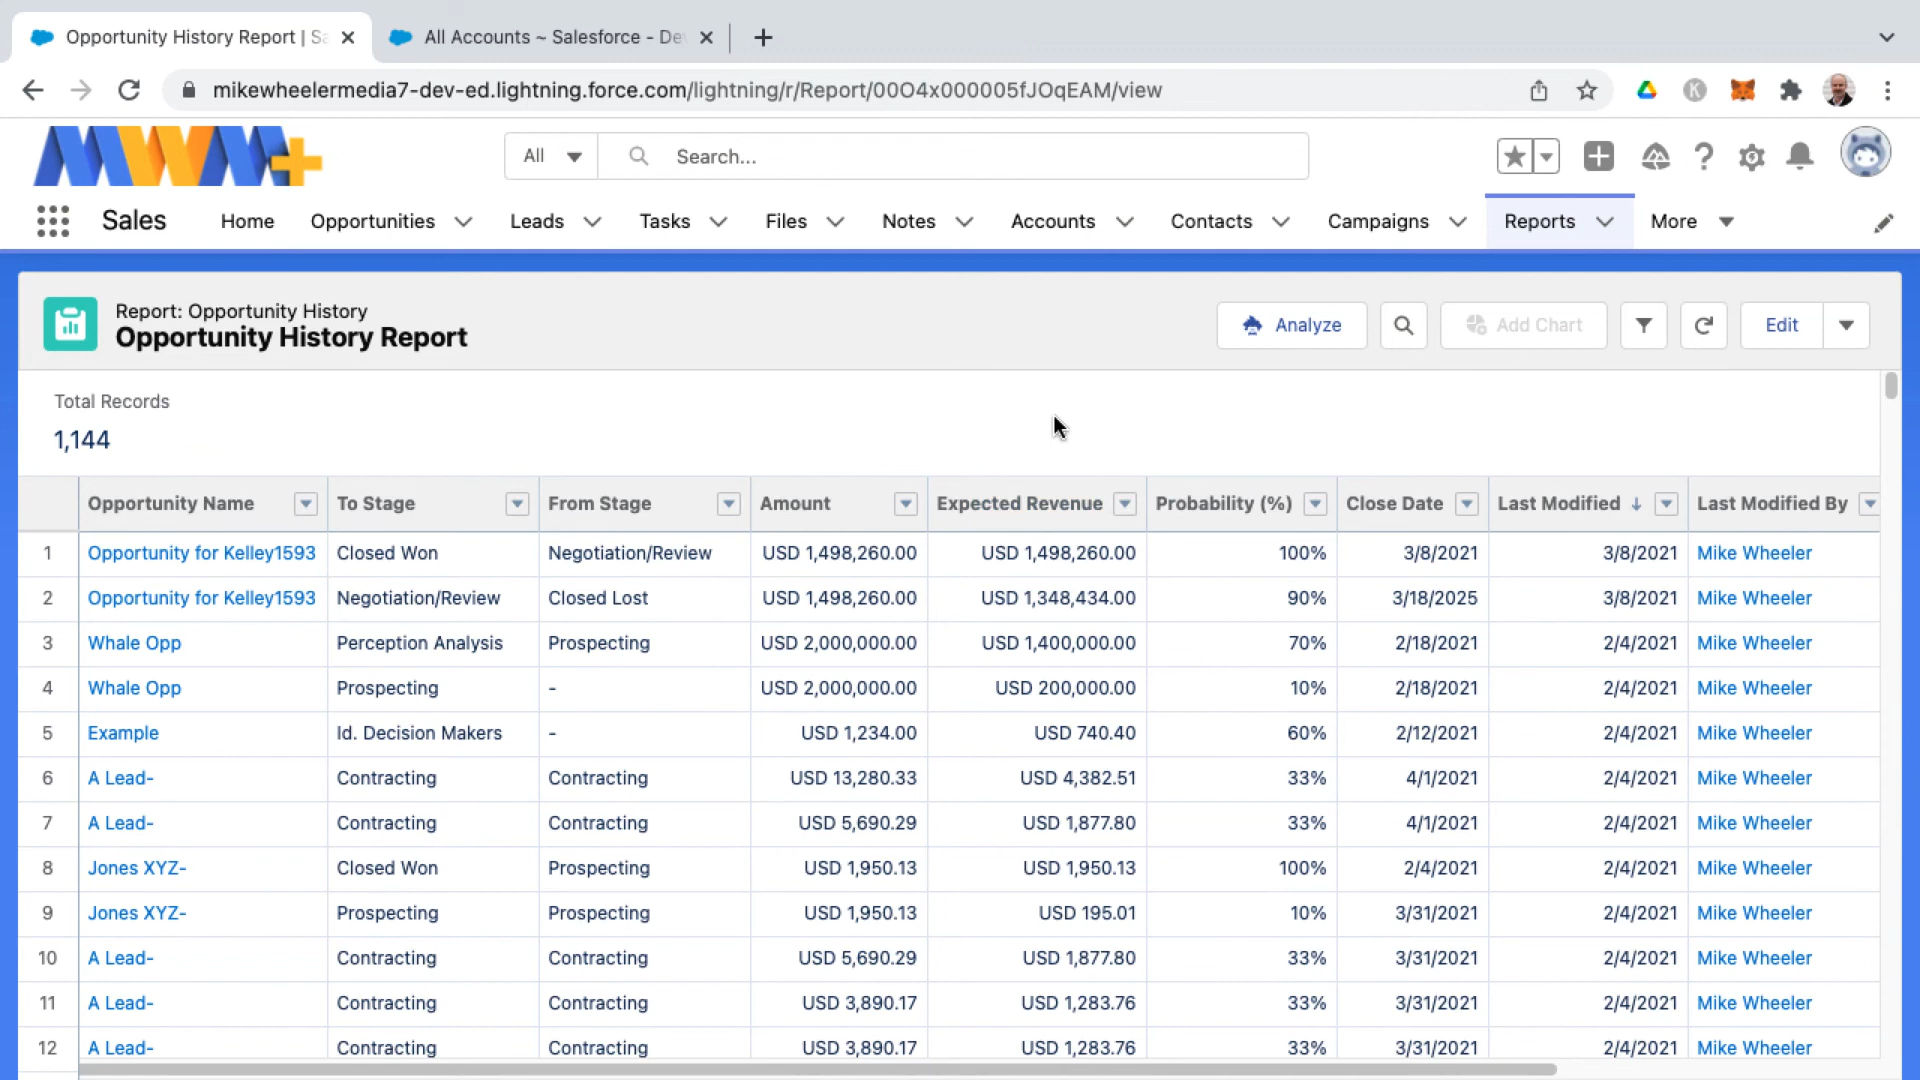 Opportunity History Report | Sa
All Accounts ~ Salesforce - Dev
mikewheelermedia7-dev-ed.lightning.force.com/lightning/r/Report/00O4x000005fJOqEAM/view
K
MWM+
All
Search...
Sales Home Opportunities Leads Tasks Files Notes Accounts Contacts Campaigns Reports More
Report: Opportunity History
Opportunity History Report
Analyze Add Chart Edit
Total Records
1,144
Opportunity Name To Stage From Stage Amount Expected Revenue Probability (%) Close Date Last Modified ↓ Last Modified By
1 Opportunity for Kelley1593 Closed Won Negotiation/Review USD 1,498,260.00 USD 1,498,260.00 100% 3/8/2021 3/8/2021 Mike Wheeler
2 Opportunity for Kelley1593 Negotiation/Review Closed Lost USD 1,498,260.00 USD 1,348,434.00 90% 3/18/2025 3/8/2021 Mike Wheeler
3 Whale Opp Perception Analysis Prospecting USD 2,000,000.00 USD 1,400,000.00 70% 2/18/2021 2/4/2021 Mike Wheeler
4 Whale Opp Prospecting - USD 2,000,000.00 USD 200,000.00 10% 2/18/2021 2/4/2021 Mike Wheeler
5 Example Id. Decision Makers - USD 1,234.00 USD 740.40 60% 2/12/2021 2/4/2021 Mike Wheeler
6 A Lead- Contracting Contracting USD 13,280.33 USD 4,382.51 33% 4/1/2021 2/4/2021 Mike Wheeler
7 A Lead- Contracting Contracting USD 5,690.29 USD 1,877.80 33% 4/1/2021 2/4/2021 Mike Wheeler
8 Jones XYZ- Closed Won Prospecting USD 1,950.13 USD 1,950.13 100% 2/4/2021 2/4/2021 Mike Wheeler
9 Jones XYZ- Prospecting Prospecting USD 1,950.13 USD 195.01 10% 3/31/2021 2/4/2021 Mike Wheeler
10 A Lead- Contracting Contracting USD 5,690.29 USD 1,877.80 33% 3/31/2021 2/4/2021 Mike Wheeler
11 A Lead- Contracting Contracting USD 3,890.17 USD 1,283.76 33% 3/31/2021 2/4/2021 Mike Wheeler
12 A Lead- Contracting Contracting USD 3,890.17 USD 1,283.76 33% 3/31/2021 2/4/2021 Mike Wheeler